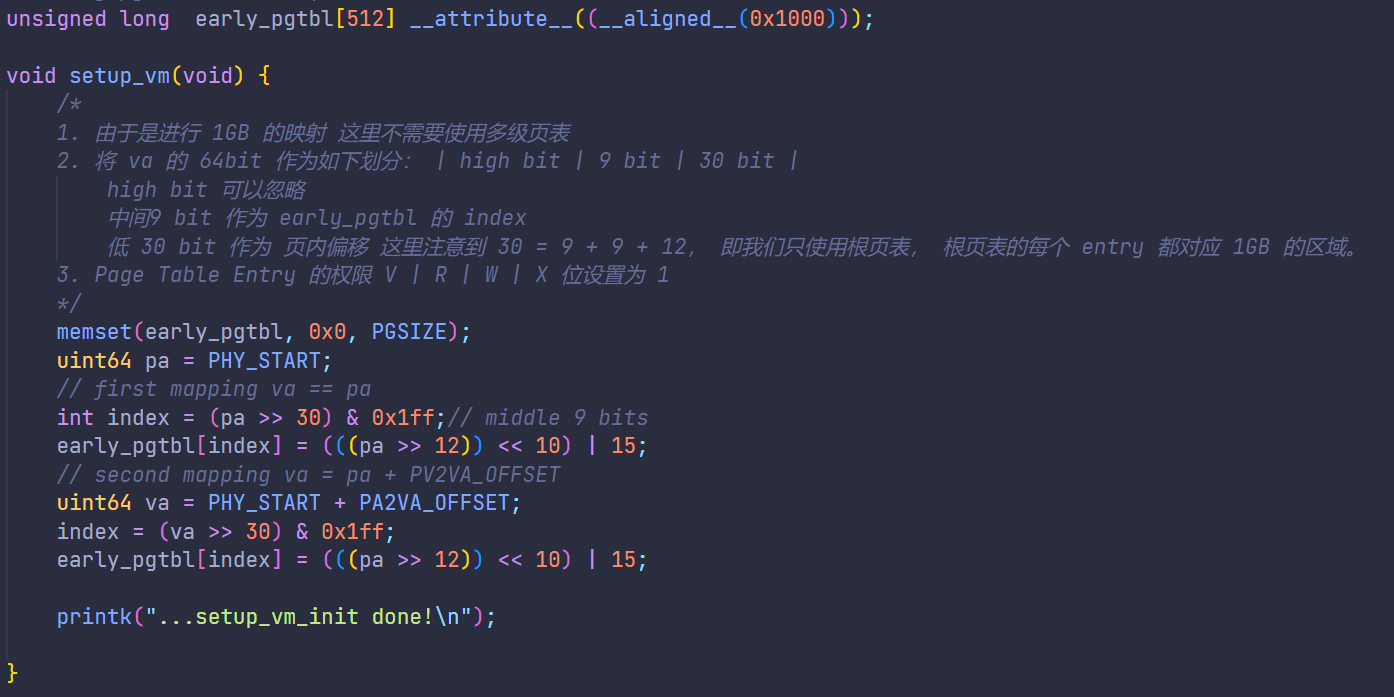 unsigned long  early_pgtbl[512] __attribute__((__aligned__(0x1000)));
void setup_vm(void) {
/*
1. 由于是进行 1GB 的映射 这里不需要使用多级页表
2. 将 va 的 64bit 作为如下划分： | high bit | 9 bit | 30 bit |
high bit 可以忽略
中间9 bit 作为 early_pgtbl 的 index
低 30 bit 作为 页内偏移 这里注意到 30 = 9 + 9 + 12， 即我们只使用根页表， 根页表的每个 entry 都对应 1GB 的区域。
3. Page Table Entry 的权限 V | R | W | X 位设置为 1
*/
memset(early_pgtbl, 0x0, PGSIZE);
uint64 pa = PHY_START;
// first mapping va == pa
int index = (pa >> 30) & 0x1ff;// middle 9 bits
early_pgtbl[index] = (((pa >> 12)) << 10) | 15;
// second mapping va = pa + PV2VA_OFFSET
uint64 va = PHY_START + PA2VA_OFFSET;
index = (va >> 30) & 0x1ff;
early_pgtbl[index] = (((pa >> 12)) << 10) | 15;
printk("...setup_vm_init done!\n");
}